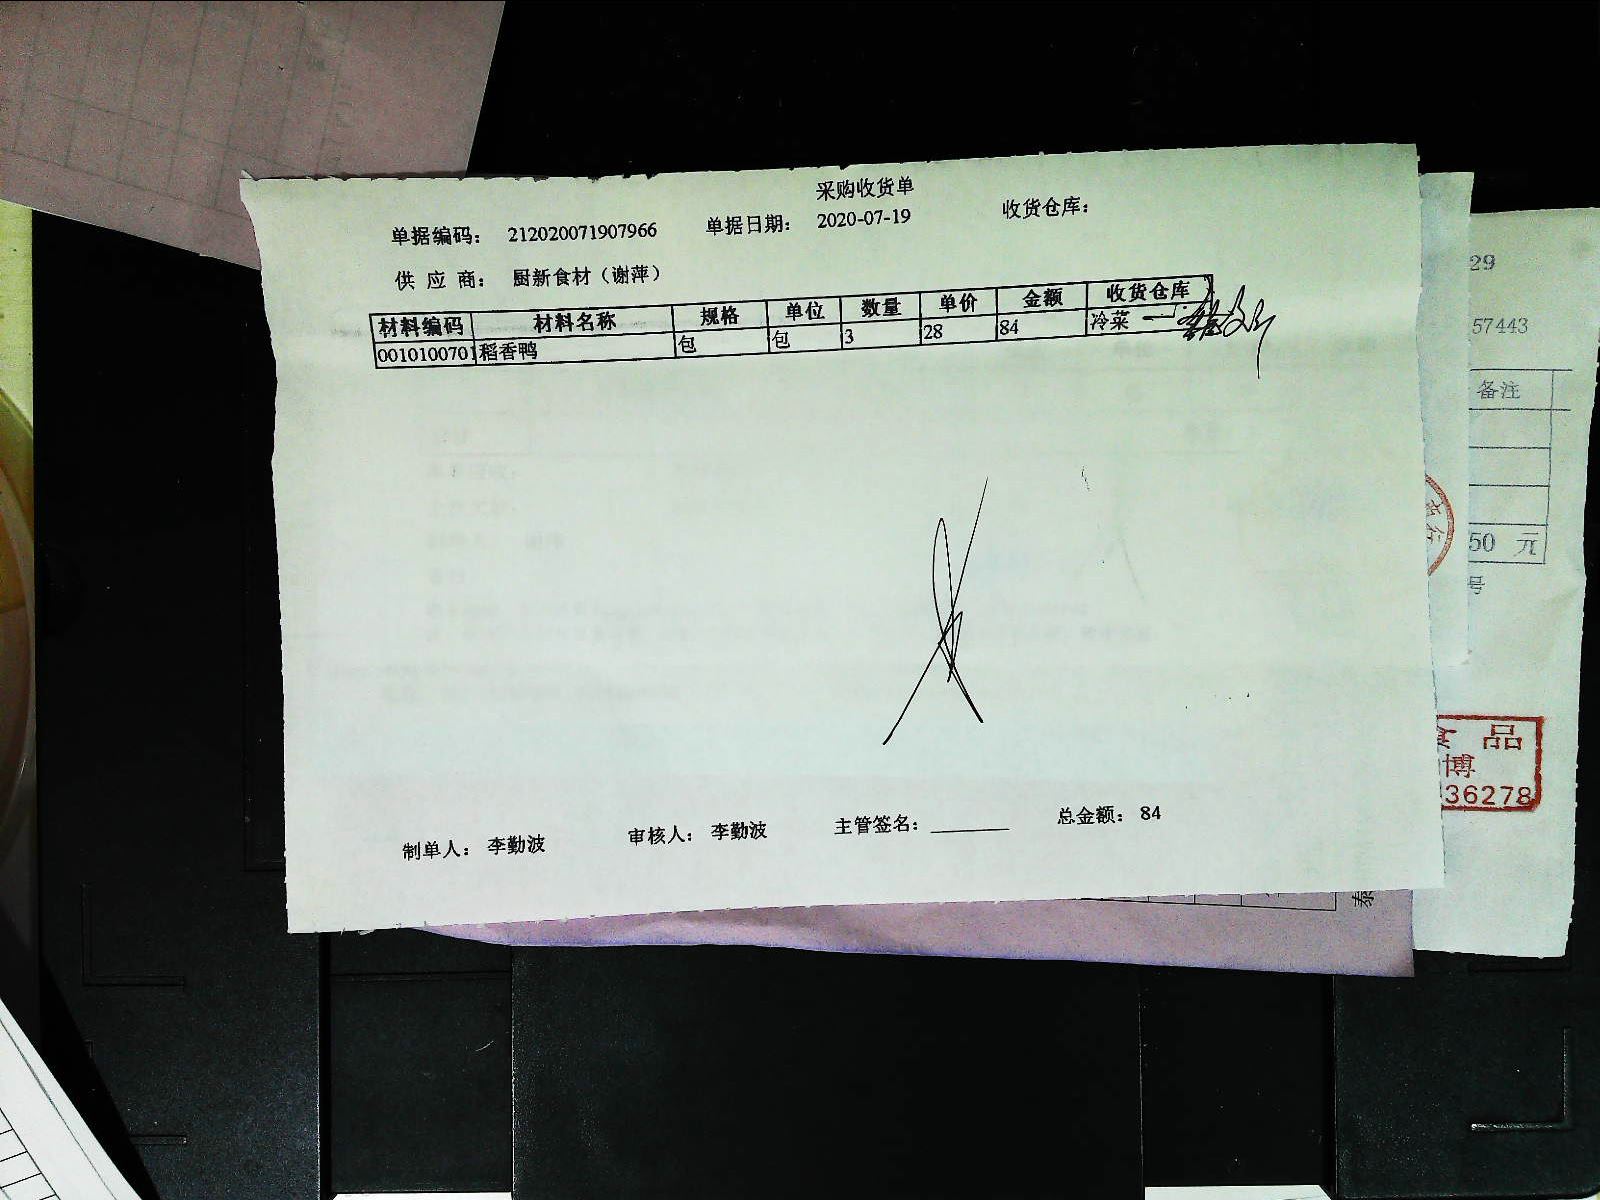 采购收货单
单据编码： 212020071907966 单据日期： 2020-07-19 收货仓库：
供 应 商： 厨新食材（谢萍）
材料编码 材料名称 规格 单位 数量 单价 金额 收货仓库
0010100701 稻香鸭 包 包 3 28 84 冷菜
制单人： 李勤波 审核人： 李勤波 主管签名： 总金额： 84
29
57443
备注
50 元
号
品
博
36278
泰